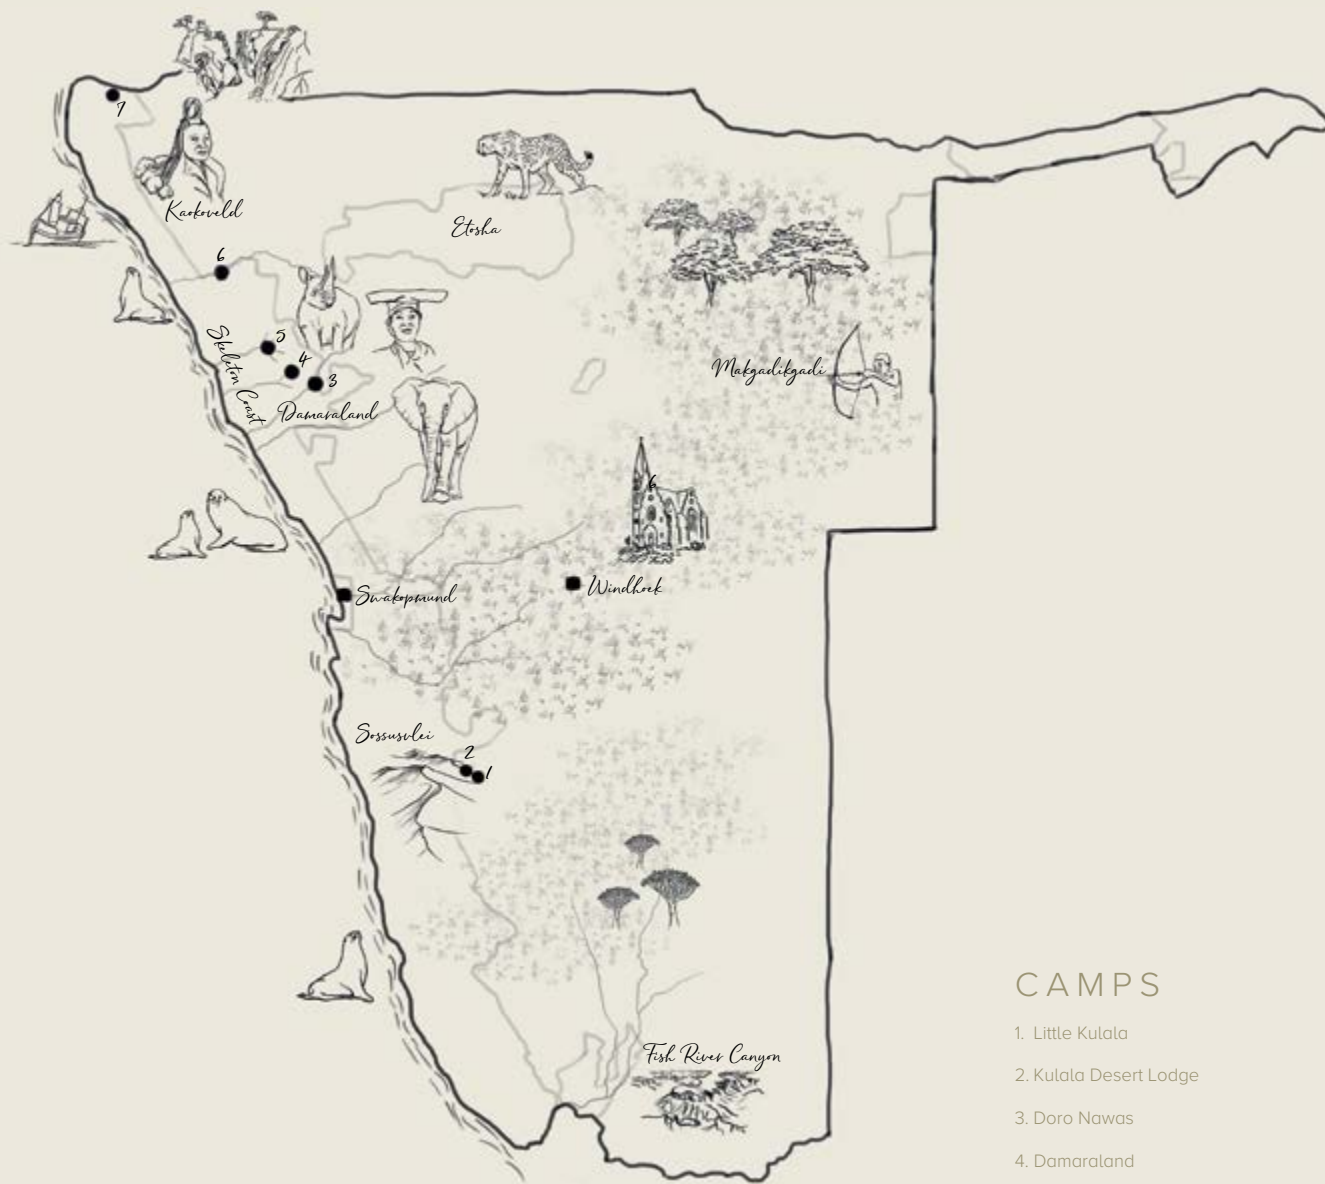 7
Kaokoveld
Etosha
6
5
4
3
Skeleton Coast
Damaraland
Makgadikgadi
6
Swakopmund
Windhoek
Sossusvlei
2
1
Fish River Canyon
CAMPS
1. Little Kulala
2. Kulala Desert Lodge
3. Doro Nawas
4. Damaraland